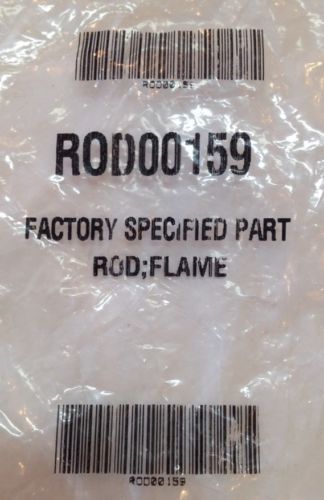 ROD00159
ROD00159
FACTORY SPECIFIED PART
ROD;FLAME
ROD00159